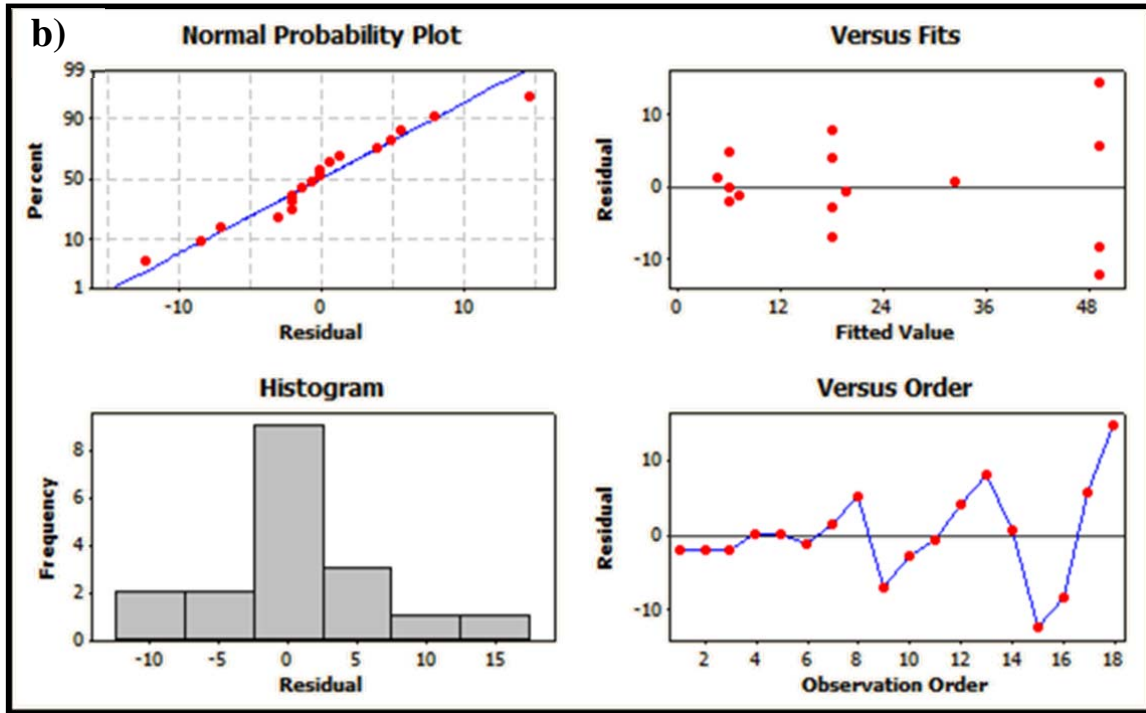 b)
Normal Probability Plot
99
90
50
10
1
Percent
-10 0 10
Residual
Versus Fits
10
0
-10
Residual
0 12 24 36 48
Fitted Value
Histogram
8
6
4
2
0
Frequency
-10 -5 0 5 10 15
Residual
Versus Order
10
0
-10
Residual
2 4 6 8 10 12 14 16 18
Observation Order